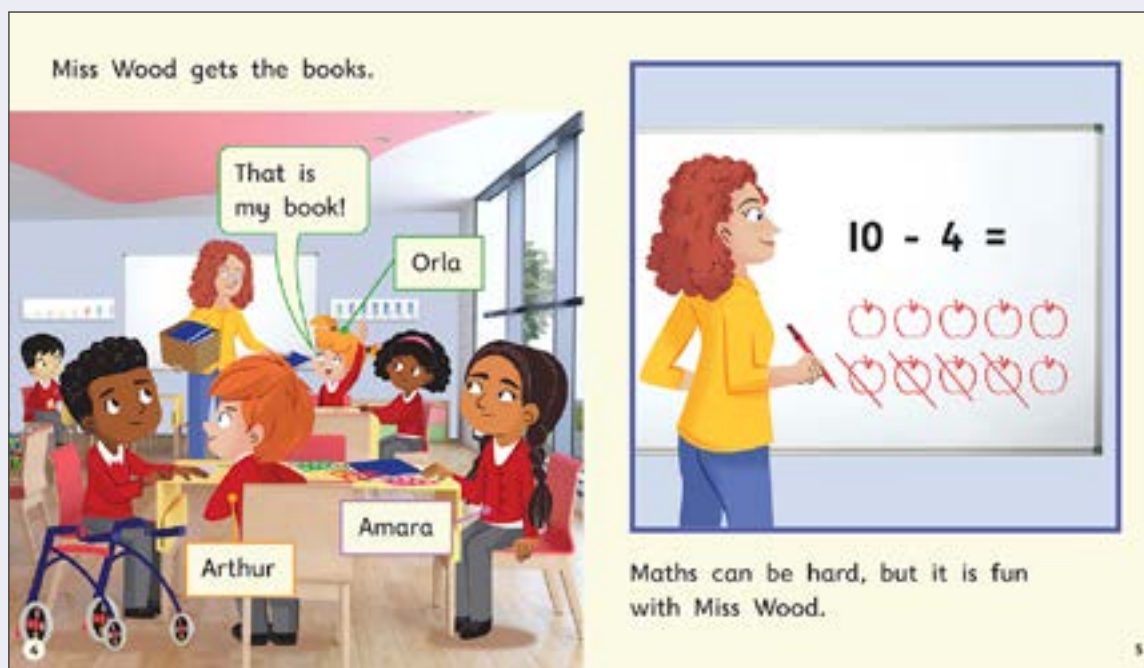 Miss Wood gets the books.
That is
my book!
Orla
Amara
Arthur
4
10 - 4 =
Maths can be hard, but it is fun
with Miss Wood.